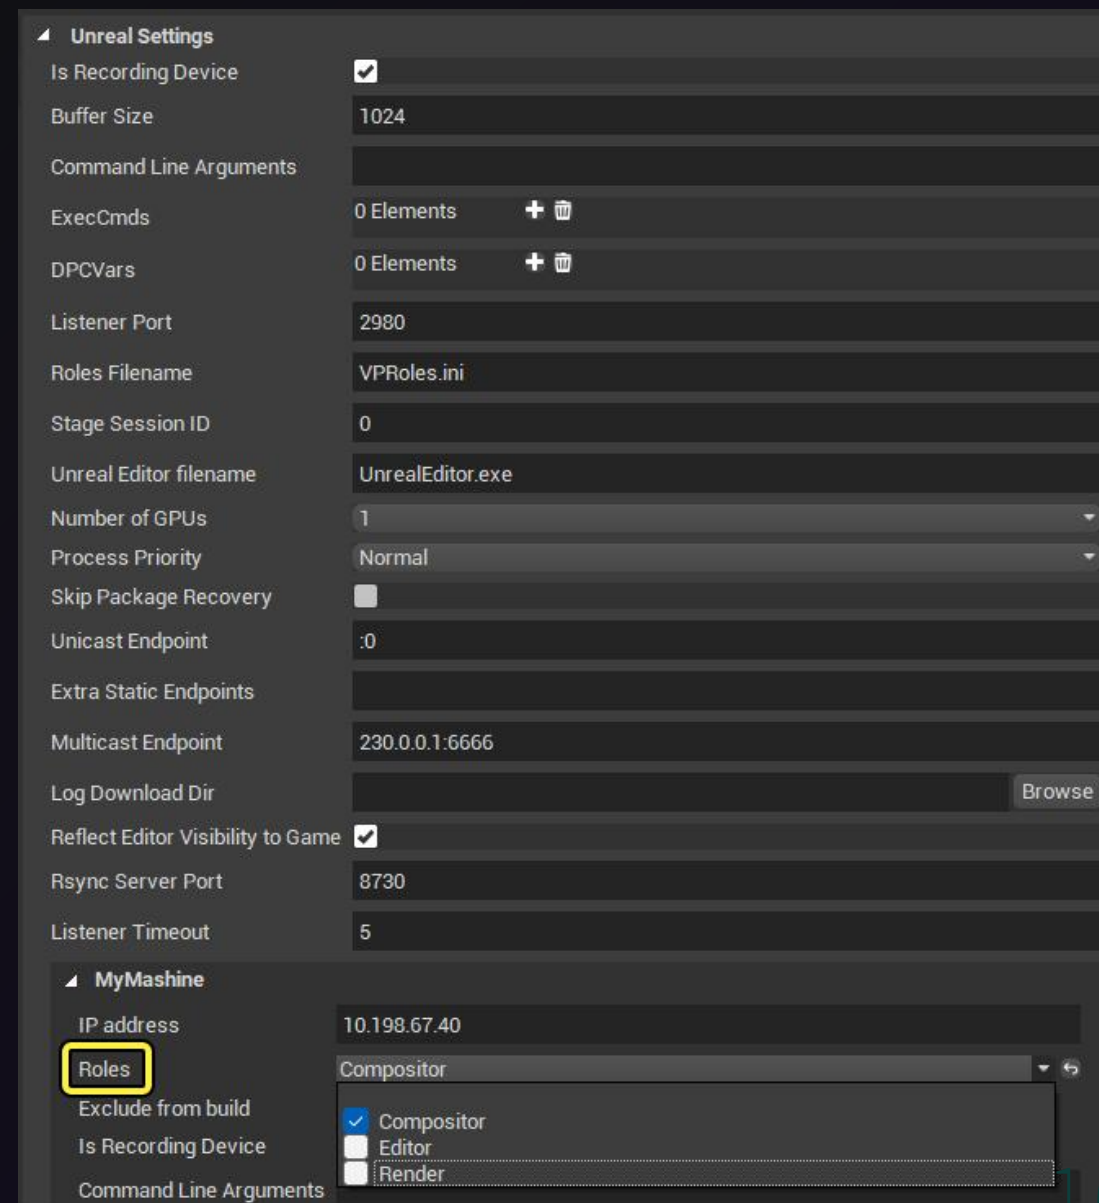 Unreal Settings
Is Recording Device
Buffer Size 1024
Command Line Arguments
ExecCmds 0 Elements
DPCVars 0 Elements
Listener Port 2980
Roles Filename VPRoles.ini
Stage Session ID 0
Unreal Editor filename UnrealEditor.exe
Number of GPUs 1
Process Priority Normal
Skip Package Recovery
Unicast Endpoint :0
Extra Static Endpoints
Multicast Endpoint 230.0.0.1:6666
Log Download Dir Browse
Reflect Editor Visibility to Game
Rsync Server Port 8730
Listener Timeout 5
MyMashine
IP address 10.198.67.40
Roles Compositor
Exclude from build
Compositor
Is Recording Device Editor
Render
Command Line Arguments